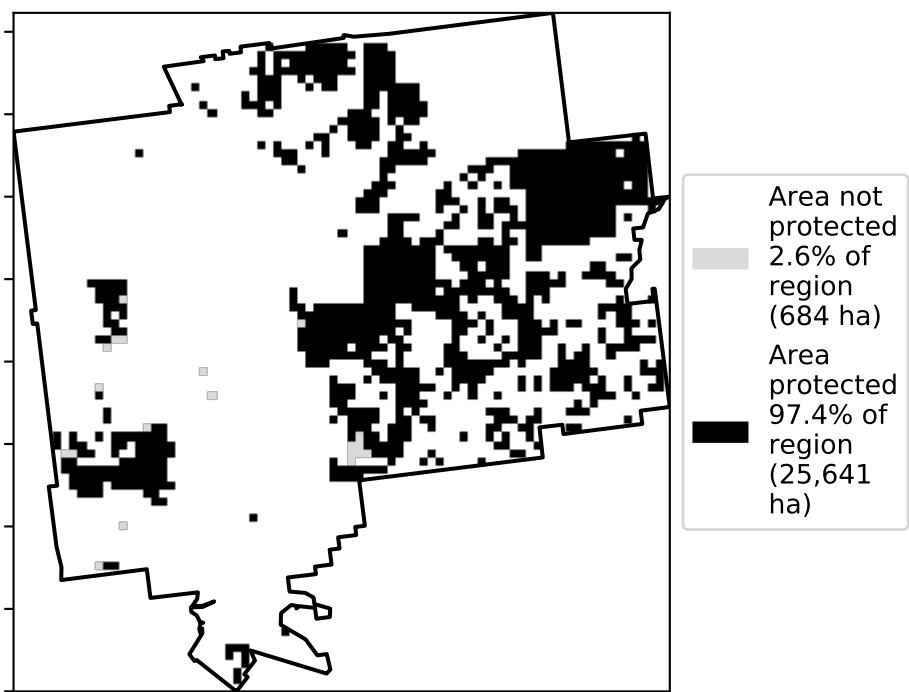 Area not
protected
2.6% of
region
(684 ha)
Area
protected
97.4% of
region
(25,641
ha)